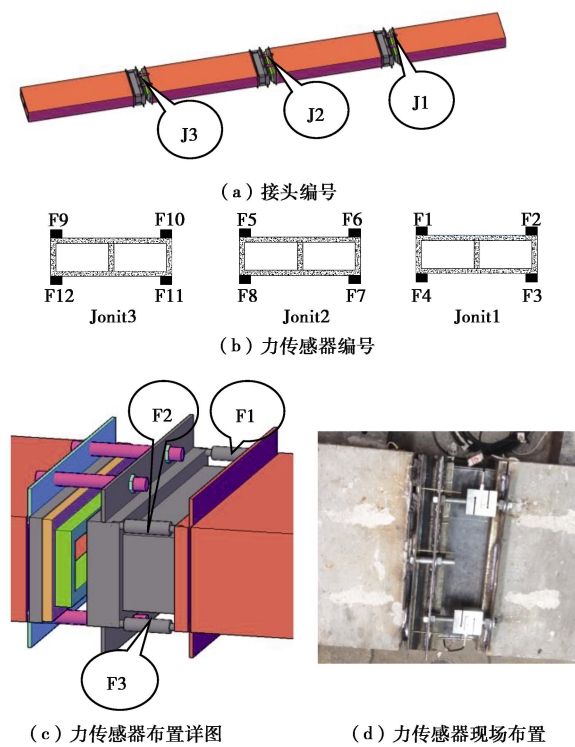 J3
J2
J1
（a）接头编号
F9 F10 F5 F6 F1 F2
F12 F11 F8 F7 F4 F3
Jonit3 Jonit2 Jonit1
（b）力传感器编号
F2 F1
F3
（c）力传感器布置详图 （d）力传感器现场布置